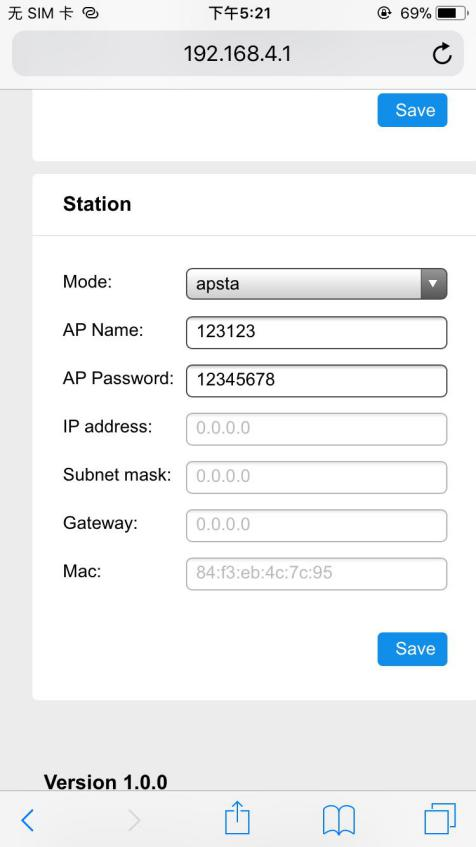 无 SIM 卡 下午5:21 69%
192.168.4.1
Save
Station
Mode: apsta
AP Name: 123123
AP Password: 12345678
IP address: 0.0.0.0
Subnet mask: 0.0.0.0
Gateway: 0.0.0.0
Mac: 84:f3:eb:4c:7c:95
Save
Version 1.0.0